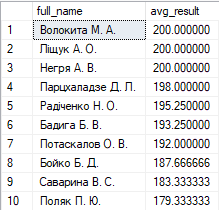 full_name avg_result
1 Волокита М. А. 200.000000
2 Піщук А. О. 200.000000
3 Негря А. В. 200.000000
4 Парцхаладзе Д. Л. 198.000000
5 Радіченко Н. О. 195.250000
6 Бадига Б. В. 193.250000
7 Потаскалов О. В. 192.000000
8 Бойко Б. Д. 187.666666
9 Саварина В. С. 183.333333
10 Поляк П. Ю. 179.333333